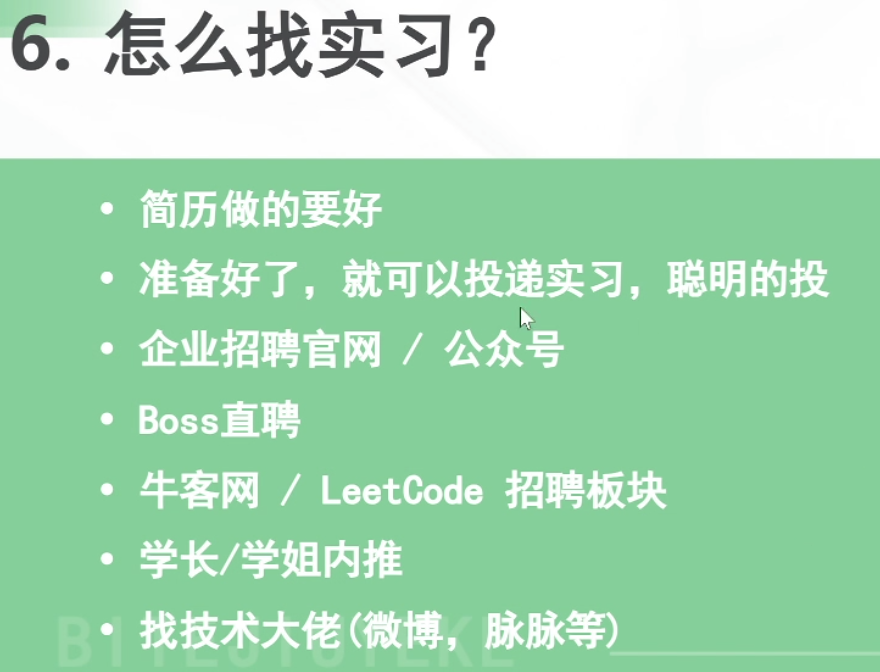 6. 怎么找实习？
• 简历做的要好
• 准备好了，就可以投递实习，聪明的投
• 企业招聘官网 / 公众号
• Boss直聘
• 牛客网 / LeetCode 招聘板块
• 学长/学姐内推
• 找技术大佬(微博，脉脉等)